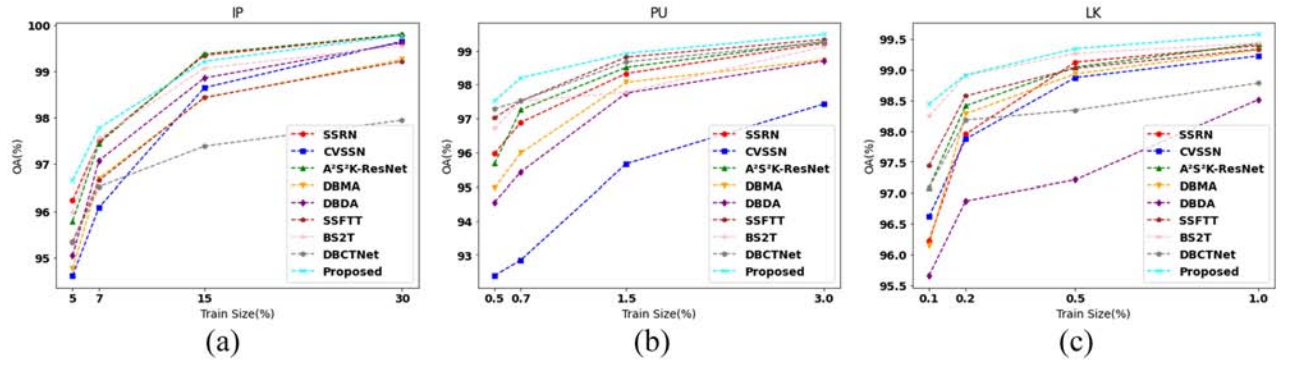 IP
OA(%)
100
99
98
97
96
95
5 7 15 30
Train Size(%)
SSRN
CVSSN
A²S²K-ResNet
DBMA
DBDA
SSFTT
BS2T
DBCTNet
Proposed
(a)
PU
OA(%)
99
98
97
96
95
94
93
0.5 0.7 1.5 3.0
Train Size(%)
SSRN
CVSSN
A²S²K-ResNet
DBMA
DBDA
SSFTT
BS2T
DBCTNet
Proposed
(b)
LK
OA(%)
99.5
99.0
98.5
98.0
97.5
97.0
96.5
96.0
95.5
0.1 0.2 0.5 1.0
Train Size(%)
SSRN
CVSSN
A²S²K-ResNet
DBMA
DBDA
SSFTT
BS2T
DBCTNet
Proposed
(c)